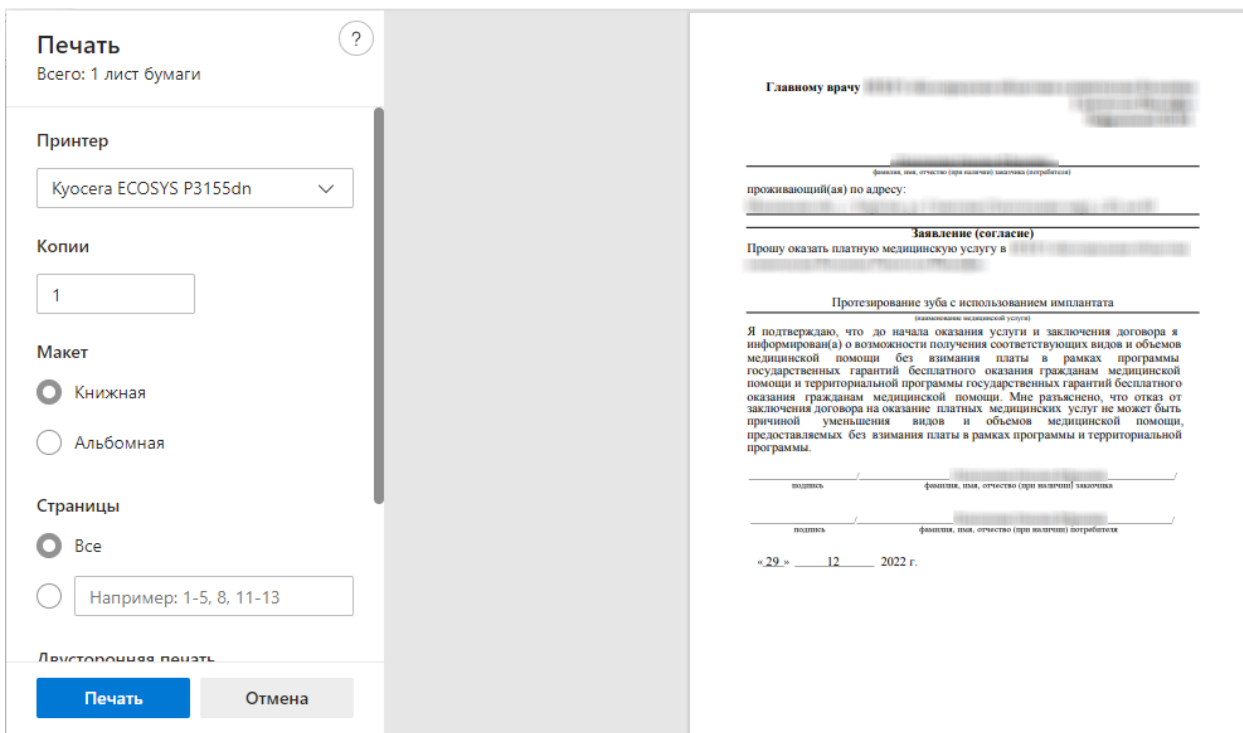 Печать
?
Всего: 1 лист бумаги
Принтер
Kyocera ECOSYS P3155dn
Копии
1
Макет
Книжная
Альбомная
Страницы
Все
Например: 1-5, 8, 11-13
Двусторонняя печать
Печать
Отмена
Главному врачу
фамилия, имя, отчество (при наличии) заказчика (потребителя)
проживающий(ая) по адресу:
Заявление (согласие)
Прошу оказать платную медицинскую услугу в
Протезирование зуба с использованием имплантата
(наименование медицинской услуги)
Я подтверждаю, что до начала оказания услуги и заключения договора я
информирован(а) о возможности получения соответствующих видов и объемов
медицинской помощи без взимания платы в рамках программы
государственных гарантий бесплатного оказания гражданам медицинской
помощи и территориальной программы государственных гарантий бесплатного
оказания гражданам медицинской помощи. Мне разъяснено, что отказ от
заключения договора на оказание платных медицинских услуг не может быть
причиной уменьшения видов и объемов медицинской помощи,
предоставляемых без взимания платы в рамках программы и территориальной
программы.
/ /
подпись фамилия, имя, отчество (при наличии) заказчика
/ /
подпись фамилия, имя, отчество (при наличии) потребителя
« 29 » 12 2022 г.